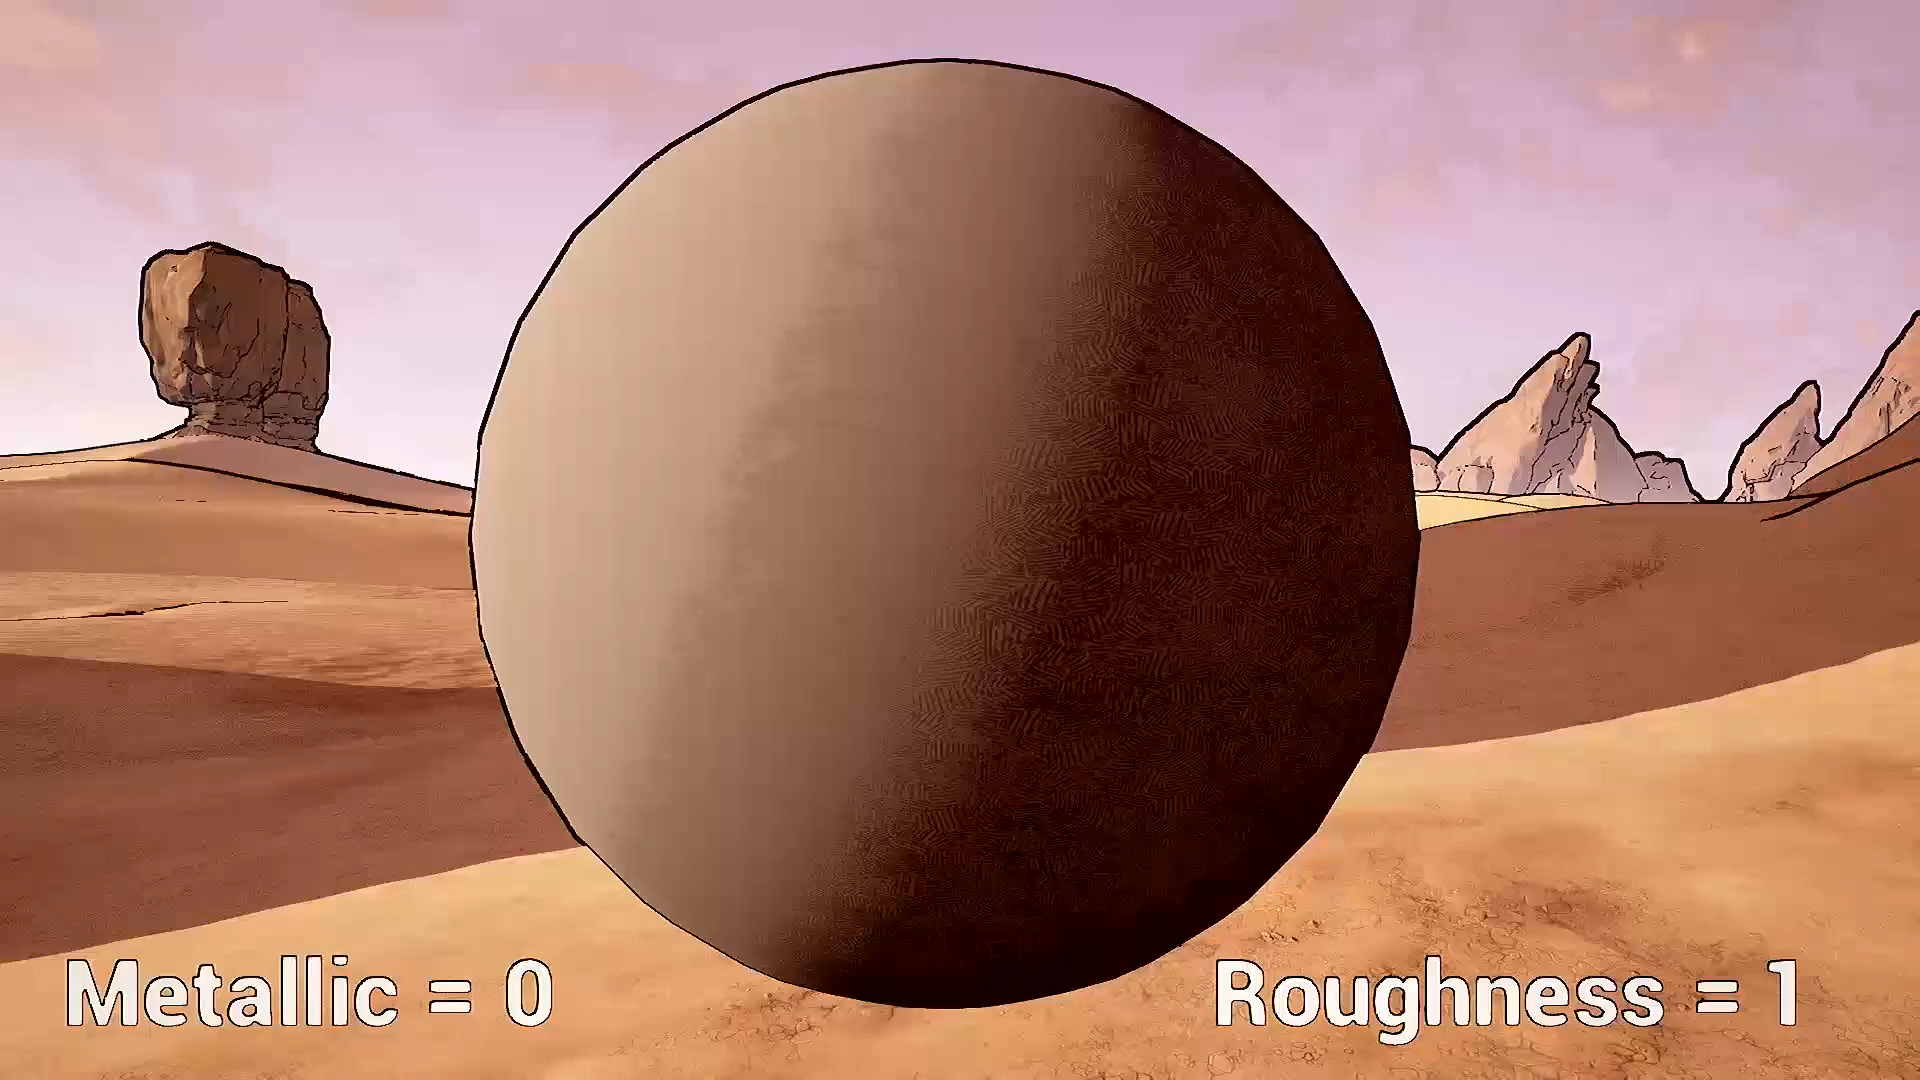 Metallic = 0
Roughness = 1